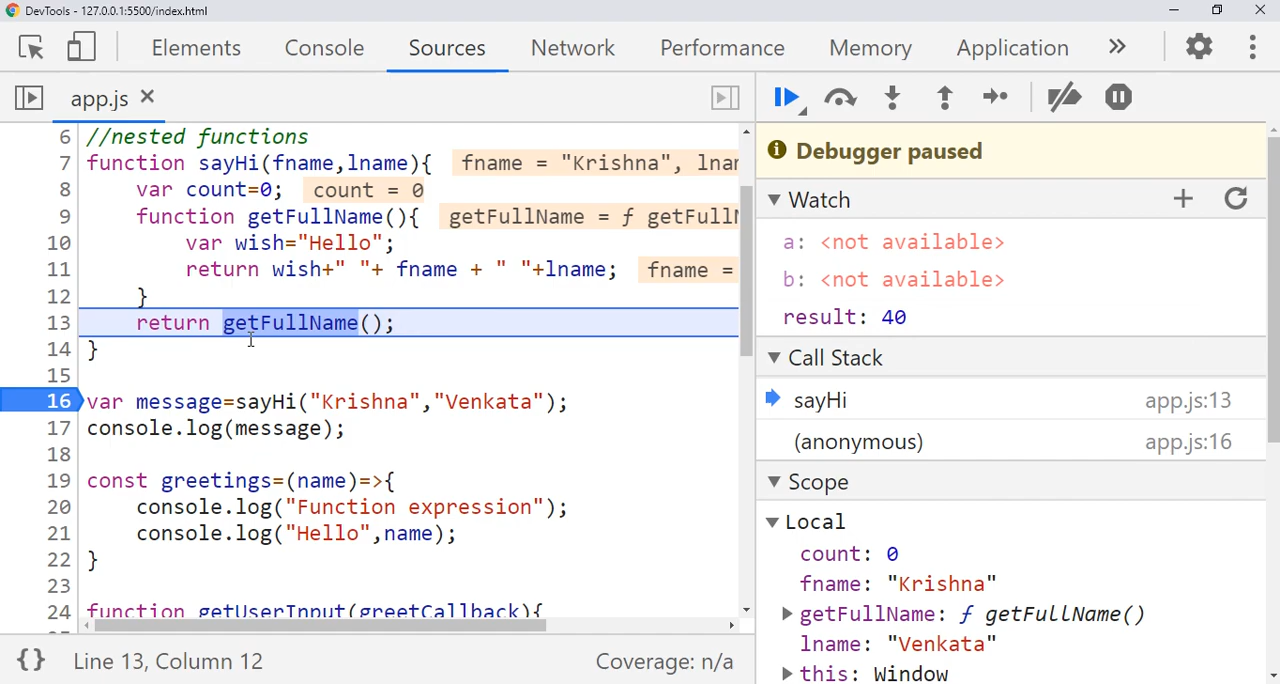 DevTools - 127.0.0.1:5500/index.html
Elements Console Sources Network Performance Memory Application »
app.js ×
6 //nested functions
7 function sayHi(fname,lname){ fname = "Krishna", lnam
8 var count=0; count = 0
9 function getFullName(){ getFullName = ƒ getFullN
10 var wish="Hello";
11 return wish+" "+ fname + " "+lname; fname =
12 }
13 return getFullName();
14 }
15
16 var message=sayHi("Krishna","Venkata");
17 console.log(message);
18
19 const greetings=(name)=>{
20 console.log("Function expression");
21 console.log("Hello",name);
22 }
23
24 function getUserInput(greetCallback){
{} Line 13, Column 12 Coverage: n/a
Debugger paused
Watch
a: <not available>
b: <not available>
result: 40
Call Stack
sayHi app.js:13
(anonymous) app.js:16
Scope
Local
count: 0
fname: "Krishna"
getFullName: ƒ getFullName()
lname: "Venkata"
this: Window